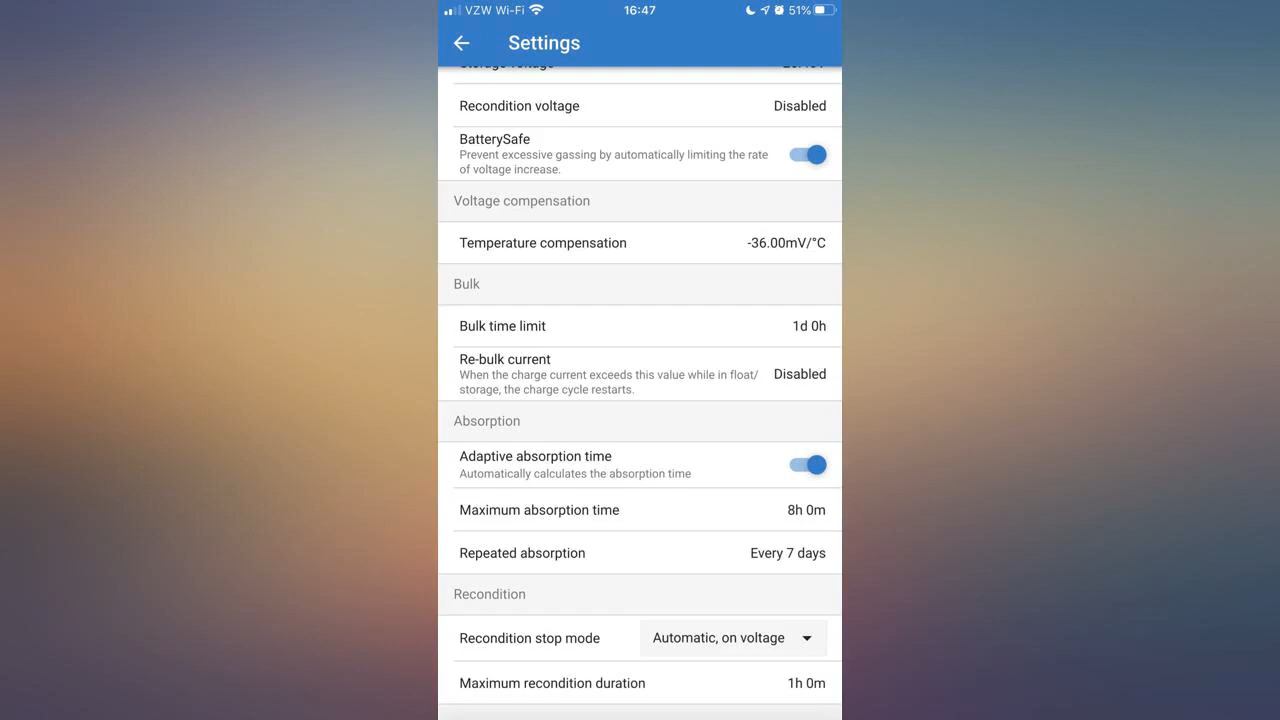 VZW Wi-Fi 16:47 51%
Settings
Storage voltage
Recondition voltage Disabled
BatterySafe
Prevent excessive gassing by automatically limiting the rate
of voltage increase.
Voltage compensation
Temperature compensation -36.00mV/°C
Bulk
Bulk time limit 1d 0h
Re-bulk current
When the charge current exceeds this value while in float/ Disabled
storage, the charge cycle restarts.
Absorption
Adaptive absorption time
Automatically calculates the absorption time
Maximum absorption time 8h 0m
Repeated absorption Every 7 days
Recondition
Recondition stop mode Automatic, on voltage
Maximum recondition duration 1h 0m